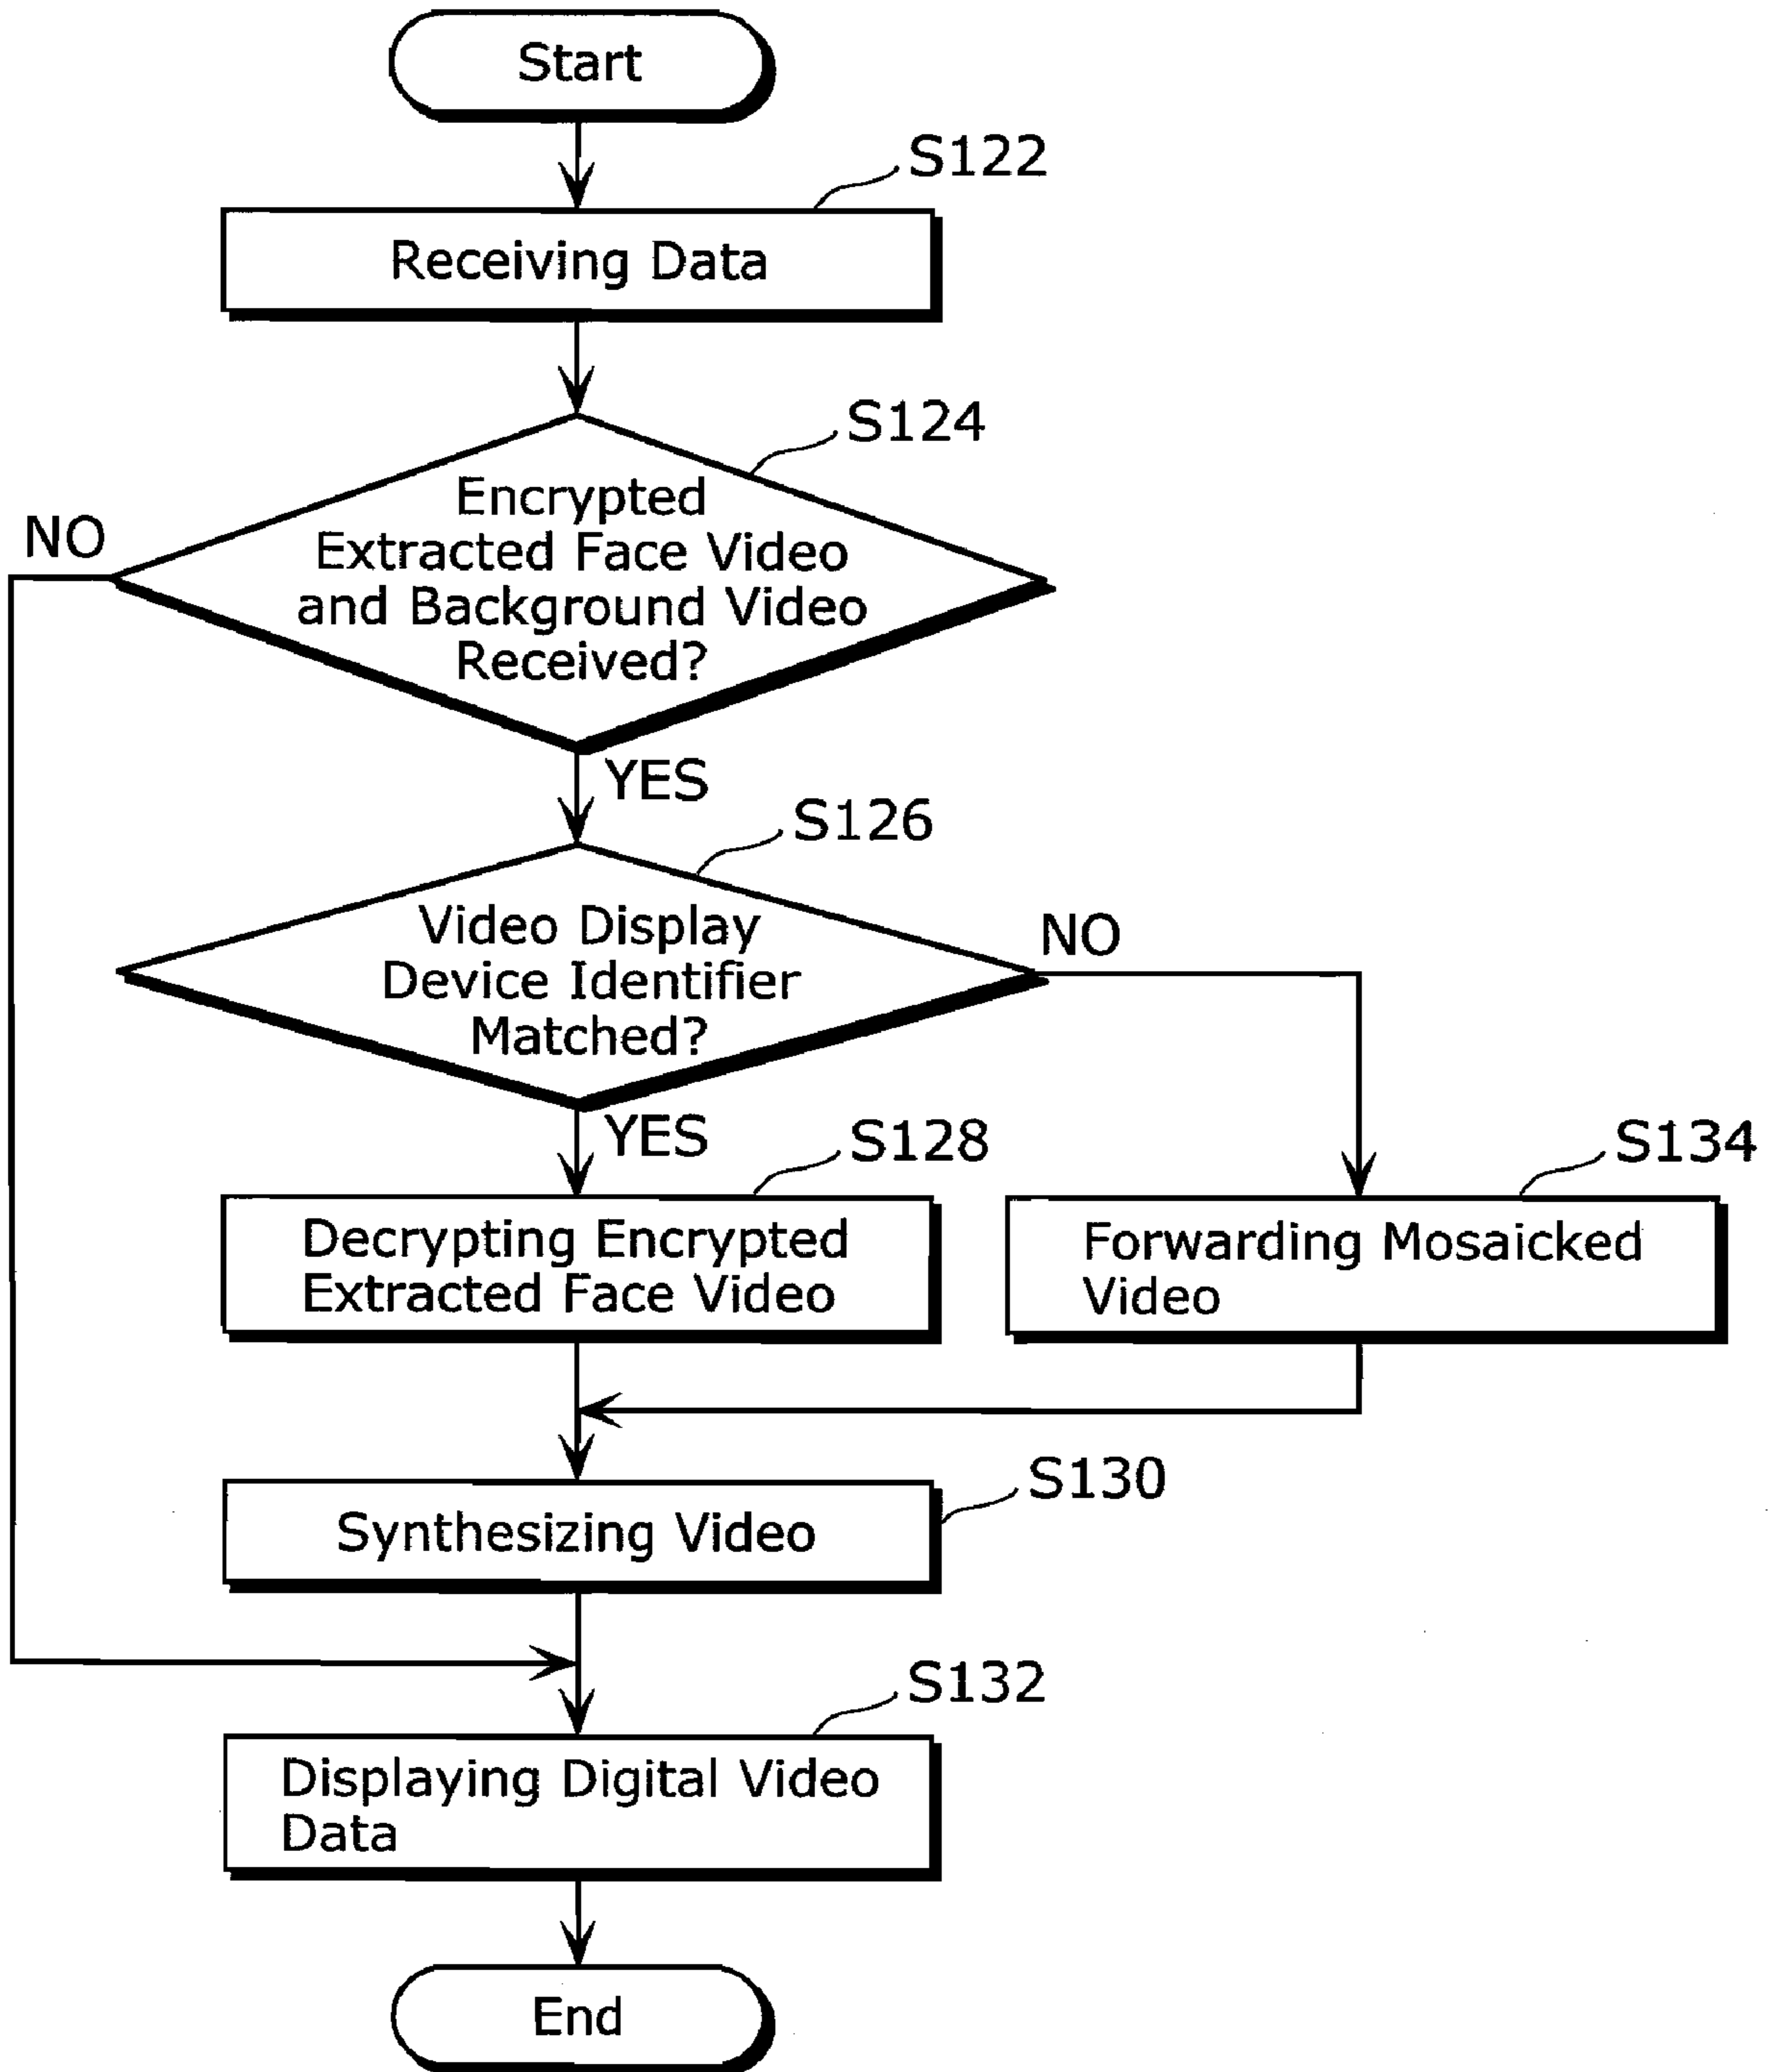 Start
S122
Receiving Data
S124
Encrypted
Extracted Face Video
and Background Video
Received?
NO
YES
S126
Video Display
Device Identifier
Matched?
NO
YES
S128
Decrypting Encrypted
Extracted Face Video
S134
Forwarding Mosaicked
Video
S130
Synthesizing Video
S132
Displaying Digital Video
Data
End